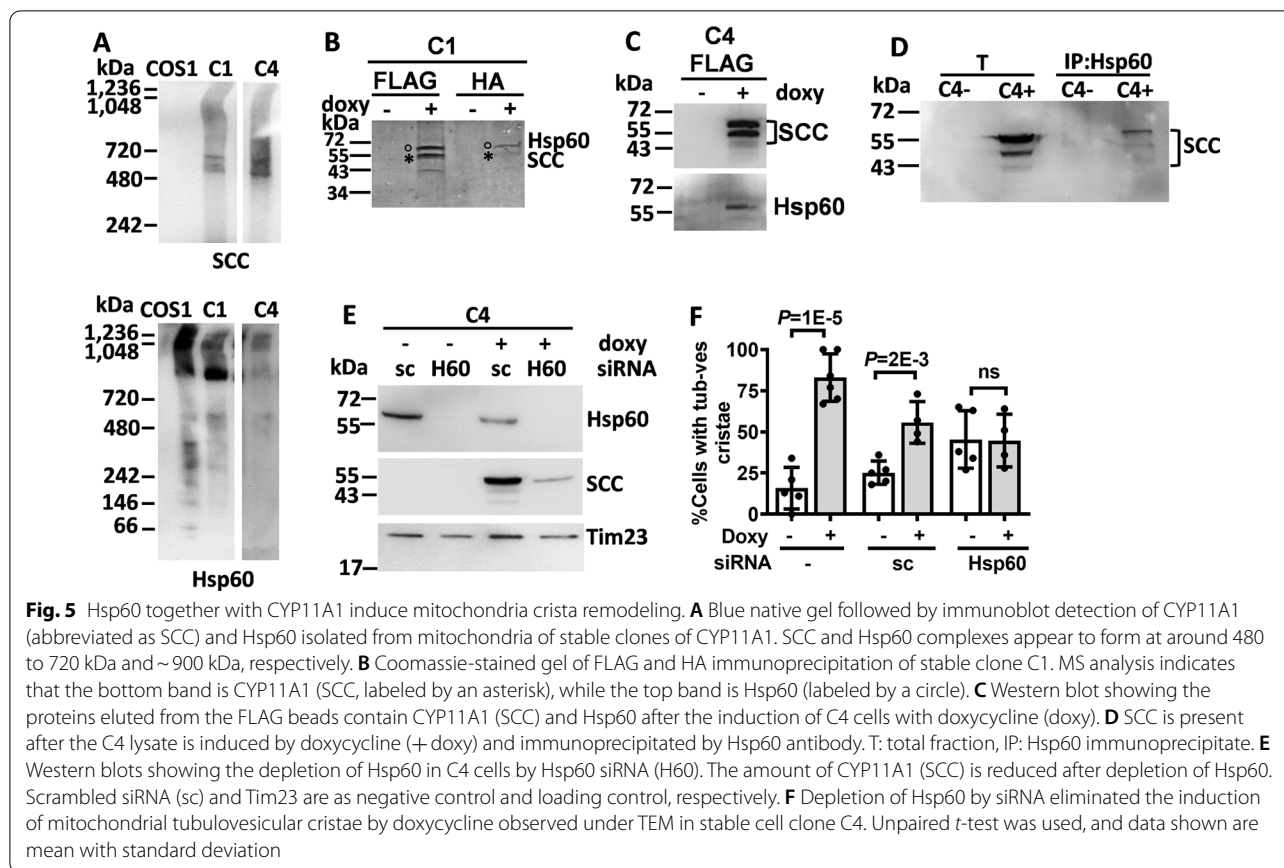 A
kDa
COS1 C1 C4
1,236
1,048
720
480
242
SCC
kDa
COS1 C1 C4
1,236
1,048
720
480
242
146
66
Hsp60
B
C1
FLAG HA
doxy - + - +
kDa
72
55
43
34
° °
* *
Hsp60
SCC
C
C4
FLAG
kDa - + doxy
72
55
43
SCC
72
55
Hsp60
D
T IP:Hsp60
kDa C4- C4+ C4- C4+
72
55
43
SCC
E
C4
- - + + doxy
kDa sc H60 sc H60 siRNA
72
55
Hsp60
55
43
SCC
Tim23
17
F
P=1E-5
P=2E-3
ns
%Cells with tub-ves
cristae
100
75
50
25
0
Doxy - + - + - +
siRNA - sc Hsp60
Fig. 5 Hsp60 together with CYP11A1 induce mitochondria crista remodeling. A Blue native gel followed by immunoblot detection of CYP11A1
(abbreviated as SCC) and Hsp60 isolated from mitochondria of stable clones of CYP11A1. SCC and Hsp60 complexes appear to form at around 480
to 720 kDa and ~ 900 kDa, respectively. B Coomassie-stained gel of FLAG and HA immunoprecipitation of stable clone C1. MS analysis indicates
that the bottom band is CYP11A1 (SCC, labeled by an asterisk), while the top band is Hsp60 (labeled by a circle). C Western blot showing the
proteins eluted from the FLAG beads contain CYP11A1 (SCC) and Hsp60 after the induction of C4 cells with doxycycline (doxy). D SCC is present
after the C4 lysate is induced by doxycycline (+ doxy) and immunoprecipitated by Hsp60 antibody. T: total fraction, IP: Hsp60 immunoprecipitate. E
Western blots showing the depletion of Hsp60 in C4 cells by Hsp60 siRNA (H60). The amount of CYP11A1 (SCC) is reduced after depletion of Hsp60.
Scrambled siRNA (sc) and Tim23 are as negative control and loading control, respectively. F Depletion of Hsp60 by siRNA eliminated the induction
of mitochondrial tubulovesicular cristae by doxycycline observed under TEM in stable cell clone C4. Unpaired t-test was used, and data shown are
mean with standard deviation